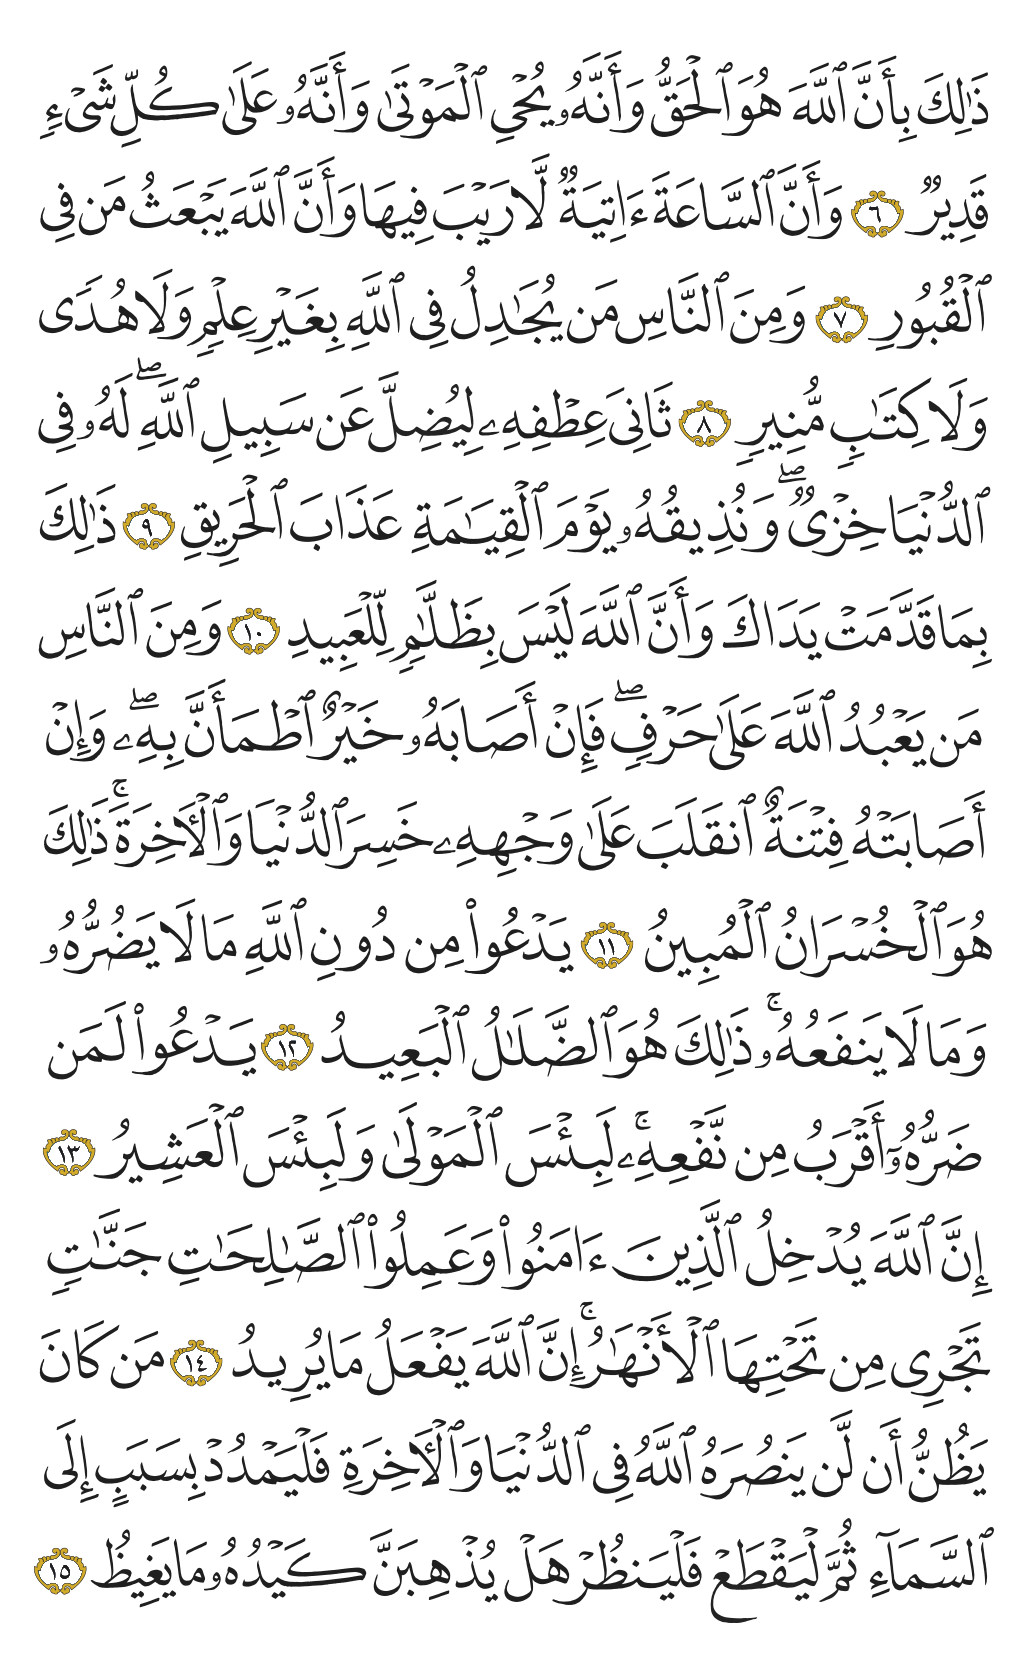 ذَٰلِكَ بِأَنَّ ٱللَّهَ هُوَ ٱلْحَقُّ وَأَنَّهُۥ يُحْىِ ٱلْمَوْتَىٰ وَأَنَّهُۥ عَلَىٰ كُلِّ شَىْءٍ
قَدِيرٌ ٦ وَأَنَّ ٱلسَّاعَةَ ءَاتِيَةٌ لَّا رَيْبَ فِيهَا وَأَنَّ ٱللَّهَ يَبْعَثُ مَن فِى
ٱلْقُبُورِ ٧ وَمِنَ ٱلنَّاسِ مَن يُجَٰدِلُ فِى ٱللَّهِ بِغَيْرِ عِلْمٍ وَلَا هُدًى
وَلَا كِتَٰبٍ مُّنِيرٍ ٨ ثَانِىَ عِطْفِهِۦ لِيُضِلَّ عَن سَبِيلِ ٱللَّهِ ۖ لَهُۥ فِى
ٱلدُّنْيَا خِزْىٌ ۖ وَنُذِيقُهُۥ يَوْمَ ٱلْقِيَٰمَةِ عَذَابَ ٱلْحَرِيقِ ٩ ذَٰلِكَ
بِمَا قَدَّمَتْ يَدَاكَ وَأَنَّ ٱللَّهَ لَيْسَ بِظَلَّٰمٍ لِّلْعَبِيدِ ١٠ وَمِنَ ٱلنَّاسِ
مَن يَعْبُدُ ٱللَّهَ عَلَىٰ حَرْفٍ ۖ فَإِنْ أَصَابَهُۥ خَيْرٌ ٱطْمَأَنَّ بِهِۦ ۖ وَإِنْ
أَصَابَتْهُ فِتْنَةٌ ٱنقَلَبَ عَلَىٰ وَجْهِهِۦ خَسِرَ ٱلدُّنْيَا وَٱلْءَاخِرَةَ ۚ ذَٰلِكَ
هُوَ ٱلْخُسْرَانُ ٱلْمُبِينُ ١١ يَدْعُوا۟ مِن دُونِ ٱللَّهِ مَا لَا يَضُرُّهُۥ
وَمَا لَا يَنفَعُهُۥ ۚ ذَٰلِكَ هُوَ ٱلضَّلَٰلُ ٱلْبَعِيدُ ١٢ يَدْعُوا۟ لَمَن
ضَرُّهُۥٓ أَقْرَبُ مِن نَّفْعِهِۦ ۚ لَبِئْسَ ٱلْمَوْلَىٰ وَلَبِئْسَ ٱلْعَشِيرُ ١٣
إِنَّ ٱللَّهَ يُدْخِلُ ٱلَّذِينَ ءَامَنُوا۟ وَعَمِلُوا۟ ٱلصَّٰلِحَٰتِ جَنَّٰتٍ
تَجْرِى مِن تَحْتِهَا ٱلْأَنْهَٰرُ ۚ إِنَّ ٱللَّهَ يَفْعَلُ مَا يُرِيدُ ١٤ مَن كَانَ
يَظُنُّ أَن لَّن يَنصُرَهُ ٱللَّهُ فِى ٱلدُّنْيَا وَٱلْءَاخِرَةِ فَلْيَمْدُدْ بِسَبَبٍ إِلَى
ٱلسَّمَآءِ ثُمَّ لْيَقْطَعْ فَلْيَنظُرْ هَلْ يُذْهِبَنَّ كَيْدُهُۥ مَا يَغِيظُ ١٥